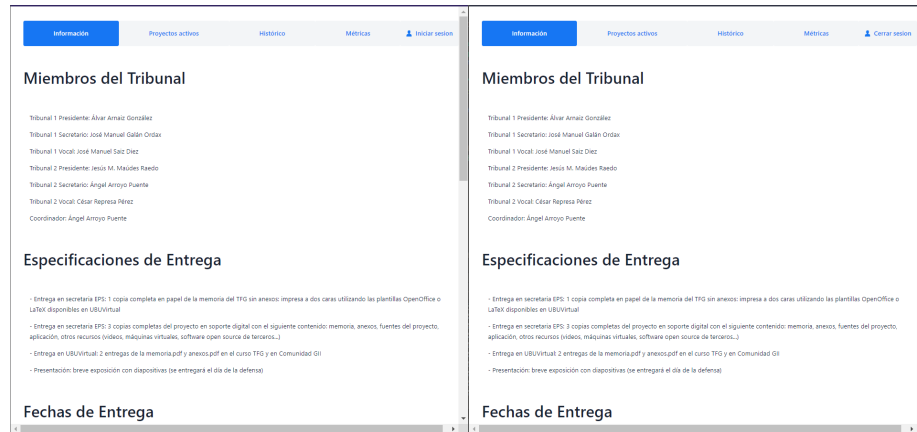 Información Proyectos activos Histórico Métricas Iniciar sesion
Miembros del Tribunal
Tribunal 1 Presidente: Álvar Arnaiz González
Tribunal 1 Secretario: José Manuel Galán Ordax
Tribunal 1 Vocal: José Manuel Saiz Diez
Tribunal 2 Presidente: Jesús M. Maúdes Raedo
Tribunal 2 Secretario: Ángel Arroyo Puente
Tribunal 2 Vocal: César Represa Pérez
Coordinador: Ángel Arroyo Puente
Especificaciones de Entrega
- Entrega en secretaria EPS: 1 copia completa en papel de la memoria del TFG sin anexos: impresa a dos caras utilizando las plantillas OpenOffice o
LaTeX disponibles en UBUVirtual
- Entrega en secretaria EPS: 3 copias completas del proyecto en soporte digital con el siguiente contenido: memoria, anexos, fuentes del proyecto,
aplicación, otros recursos (videos, máquinas virtuales, software open source de terceros...)
- Entrega en UBUVirtual: 2 entregas de la memoria.pdf y anexos.pdf en el curso TFG y en Comunidad GII
- Presentación: breve exposición con diapositivas (se entregará el día de la defensa)
Fechas de Entrega
Información Proyectos activos Histórico Métricas Cerrar sesion
Miembros del Tribunal
Tribunal 1 Presidente: Álvar Arnaiz González
Tribunal 1 Secretario: José Manuel Galán Ordax
Tribunal 1 Vocal: José Manuel Saiz Diez
Tribunal 2 Presidente: Jesús M. Maúdes Raedo
Tribunal 2 Secretario: Ángel Arroyo Puente
Tribunal 2 Vocal: César Represa Pérez
Coordinador: Ángel Arroyo Puente
Especificaciones de Entrega
- Entrega en secretaria EPS: 1 copia completa en papel de la memoria del TFG sin anexos: impresa a dos caras utilizando las plantillas OpenOffice o
LaTeX disponibles en UBUVirtual
- Entrega en secretaria EPS: 3 copias completas del proyecto en soporte digital con el siguiente contenido: memoria, anexos, fuentes del proyecto,
aplicación, otros recursos (videos, máquinas virtuales, software open source de terceros...)
- Entrega en UBUVirtual: 2 entregas de la memoria.pdf y anexos.pdf en el curso TFG y en Comunidad GII
- Presentación: breve exposición con diapositivas (se entregará el día de la defensa)
Fechas de Entrega